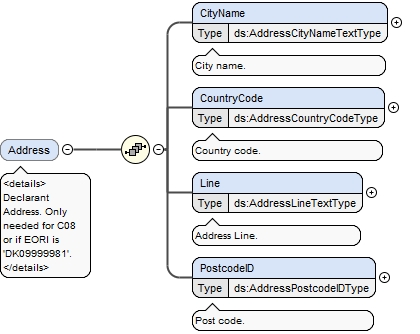 CityName
Type ds:AddressCityNameTextType
City name.
CountryCode
Type ds:AddressCountryCodeType
Country code.
Address
<details>
Declarant
Address. Only
needed for C08
or if EORI is
'DK09999981'.
</details>
Line
Type ds:AddressLineTextType
Address Line.
PostcodeID
Type ds:AddressPostcodeIDType
Post code.